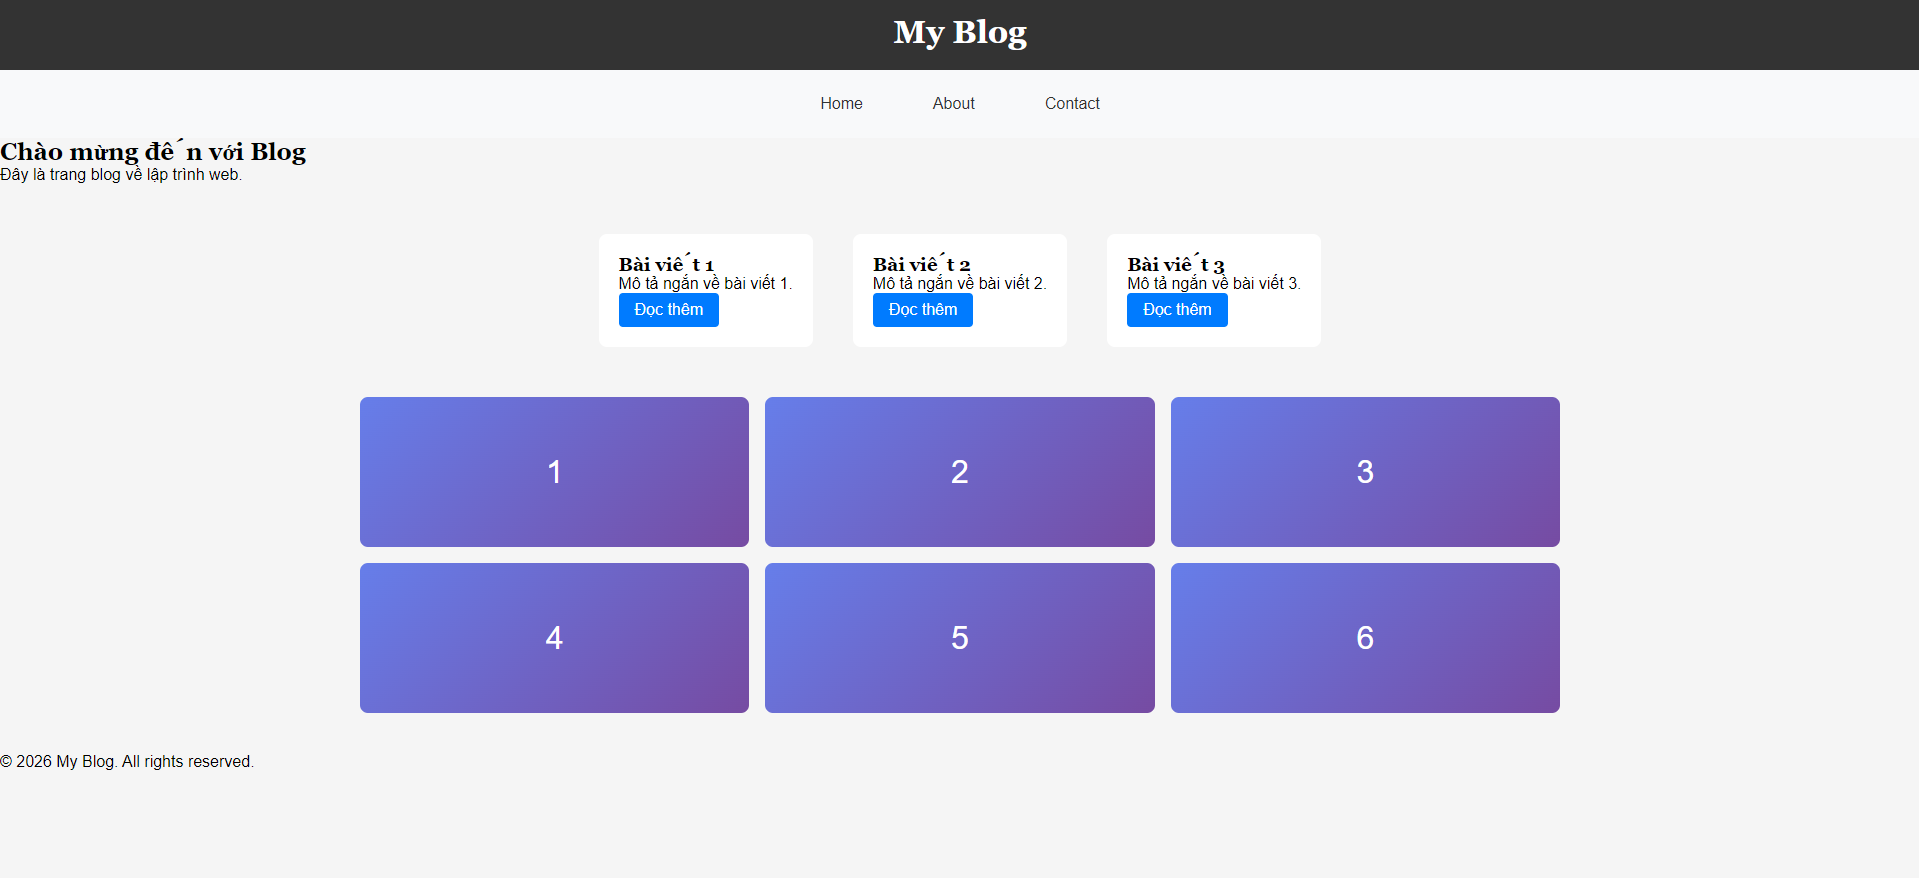 My Blog
Home About Contact
Chào mừng đến với Blog
Đây là trang blog về lập trình web.
Bài viết 1
Mô tả ngắn về bài viết 1.
Đọc thêm
Bài viết 2
Mô tả ngắn về bài viết 2.
Đọc thêm
Bài viết 3
Mô tả ngắn về bài viết 3.
Đọc thêm
1
2
3
4
5
6
© 2026 My Blog. All rights reserved.